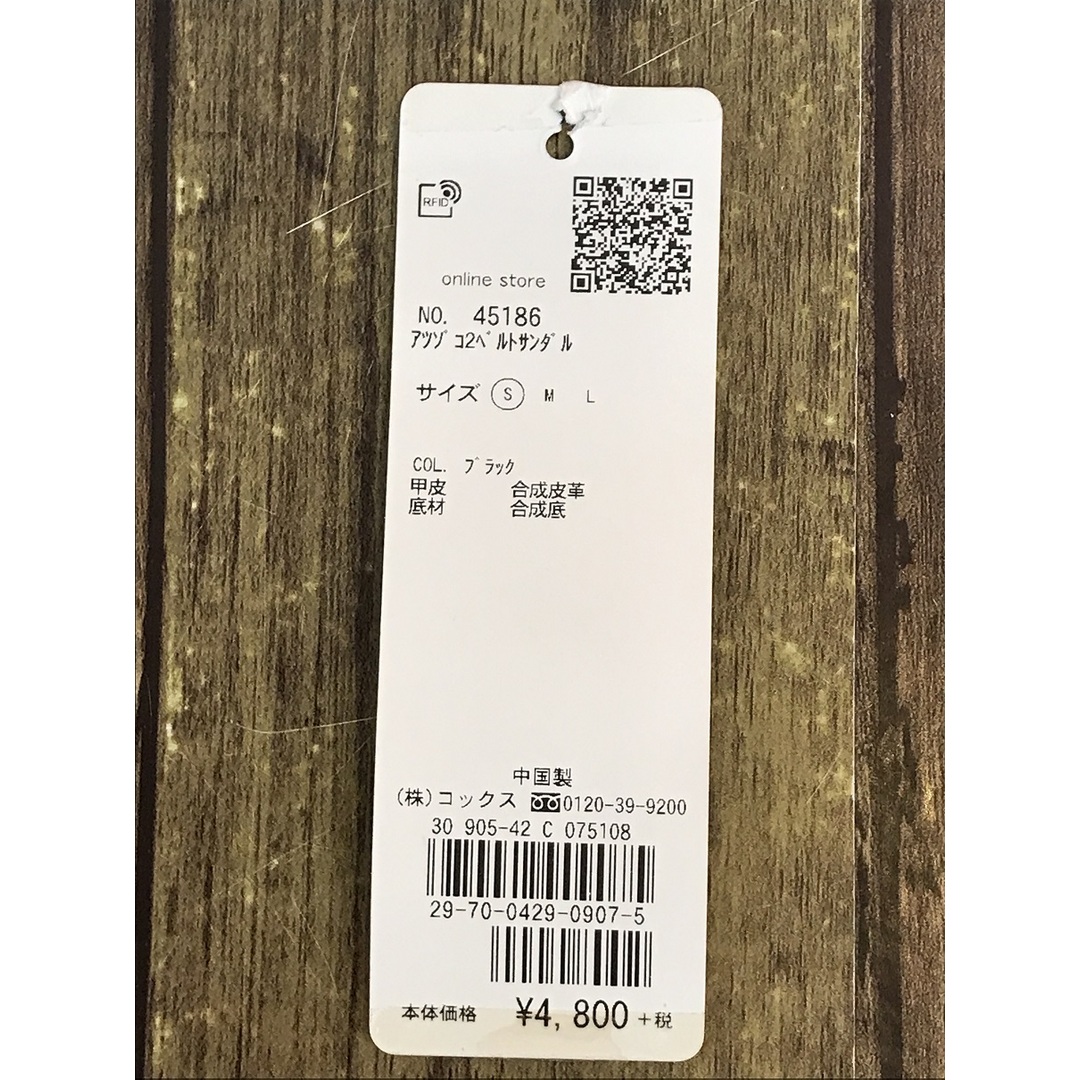 RFID
online store
NO. 45186
ｱﾂｿﾞｺ2ﾍﾞﾙﾄｻﾝﾀﾞﾙ
サイズ S M L
COL. ﾌﾞﾗｯｸ
甲皮 合成皮革
底材 合成底
中国製
(株)コックス 0120-39-9200
30 905-42 C 075108
29-70-0429-0907-5
本体価格 ¥4,800+税